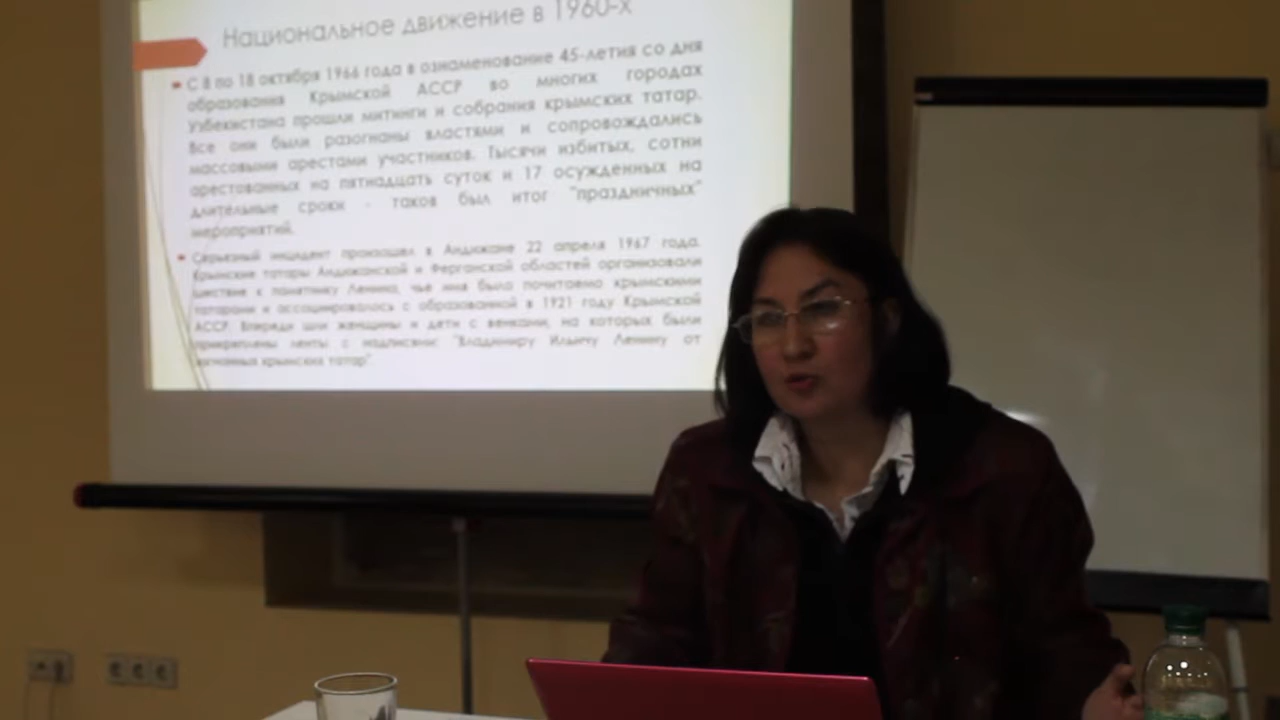 Национальное движение в 1960-х
С 8 по 18 октября 1966 года в ознаменование 45-летия со дня
образования Крымской АССР во многих городах
Узбекистана прошли митинги и собрания крымских татар.
Все они были разогнаны властями и сопровождались
массовыми арестами участников. Тысячи избитых, сотни
арестованных на пятнадцать суток и 17 осужденных на
длительные сроки - таков был итог "праздничных"
мероприятий.
Серьезный инцидент произошел в Андижане 22 апреля 1967 года.
Крымские татары Андижанской и Ферганской областей организовали
шествие к памятнику Ленина, чье имя было почитаемо крымскими
татарами и ассоциировалось с образованной в 1921 году Крымской
АССР. Впереди шли женщины и дети с венками, на которых были
прикреплены ленты с надписями: "Владимиру Ильичу Ленину от
крымских татар".